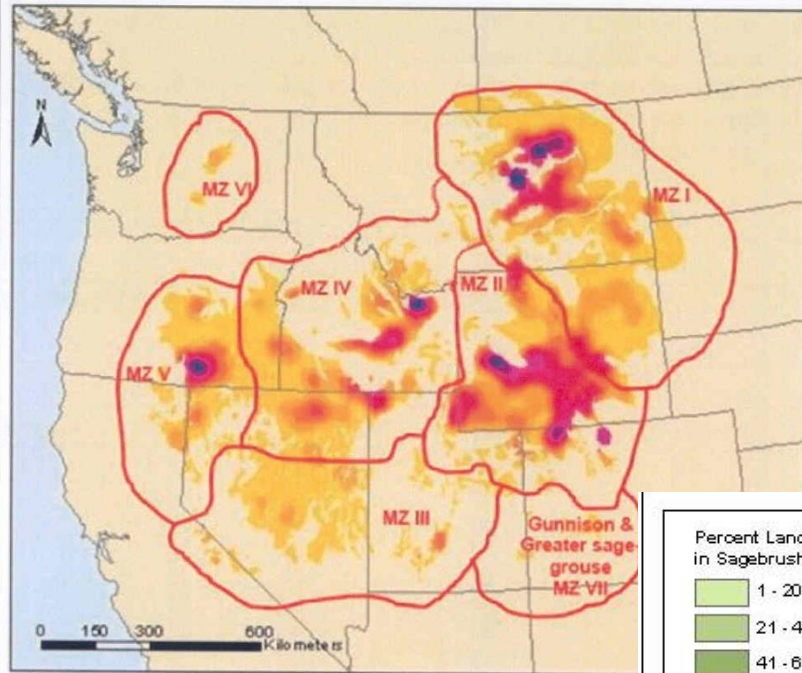 N
MZ VI
MZ I
MZ IV
MZ II
MZ V
MZ III
Gunnison &
Greater sage-
grouse
MZ VII
0 150 300 600
Kilometers
Percent Land
in Sagebrush
1 - 20
21 - 4
41 - 6